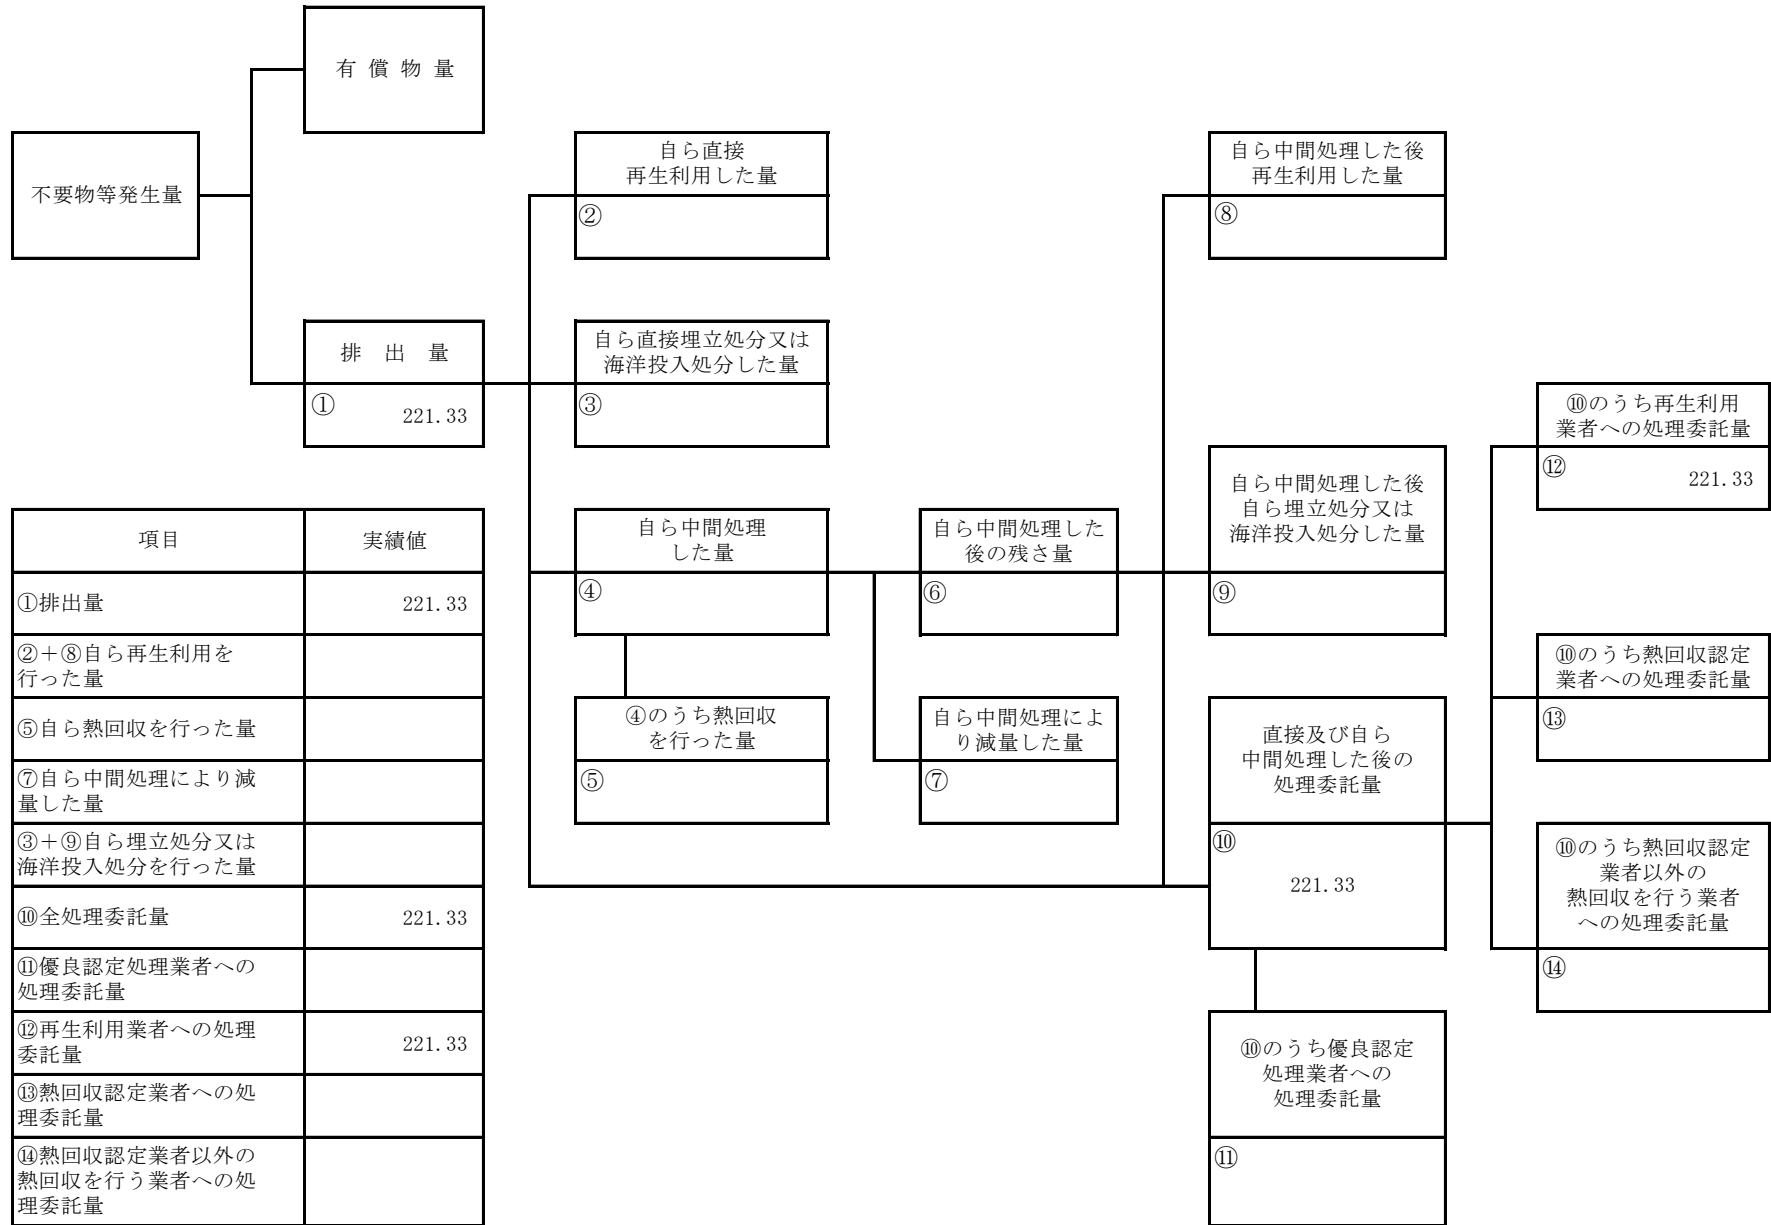 有 償 物 量
不要物等発生量
自ら直接
再生利用した量
②
自ら中間処理した後
再生利用した量
⑧
排 出 量
①
221.33
自ら直接埋立処分又は
海洋投入処分した量
③
⑩のうち再生利用
業者への処理委託量
⑫
221.33
自ら中間処理
した量
④
自ら中間処理した
後の残さ量
⑥
自ら中間処理した後
自ら埋立処分又は
海洋投入処分した量
⑨
⑩のうち熱回収認定
業者への処理委託量
⑬
④のうち熱回収
を行った量
⑤
自ら中間処理によ
り減量した量
⑦
直接及び自ら
中間処理した後の
処理委託量
⑩
221.33
⑩のうち熱回収認定
業者以外の
熱回収を行う業者
への処理委託量
⑭
⑩のうち優良認定
処理業者への
処理委託量
⑪
項目 実績値
①排出量 221.33
②＋⑧自ら再生利用を
行った量
⑤自ら熱回収を行った量
⑦自ら中間処理により減
量した量
③＋⑨自ら埋立処分又は
海洋投入処分を行った量
⑩全処理委託量 221.33
⑪優良認定処理業者への
処理委託量
⑫再生利用業者への処理
委託量 221.33
⑬熱回収認定業者への処
理委託量
⑭熱回収認定業者以外の
熱回収を行う業者への処
理委託量